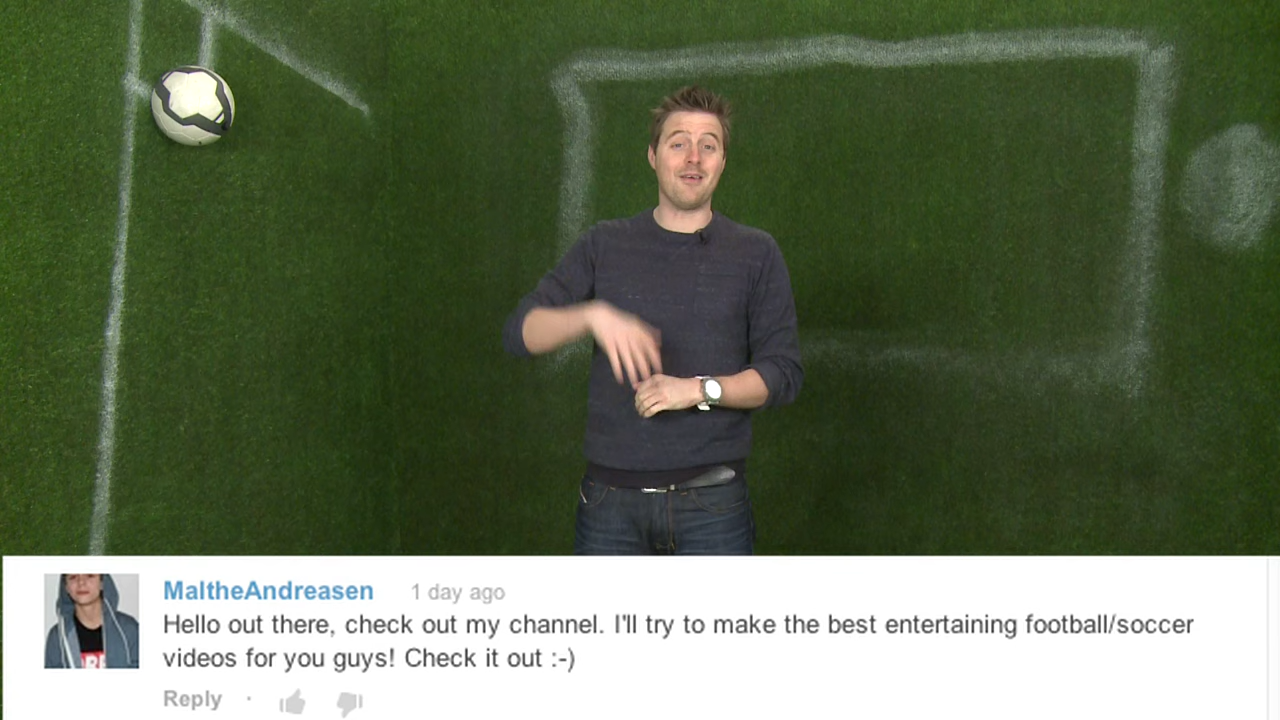 MaltheAndreasen 1 day ago
Hello out there, check out my channel. I'll try to make the best entertaining football/soccer
videos for you guys! Check it out :-)
Reply ·